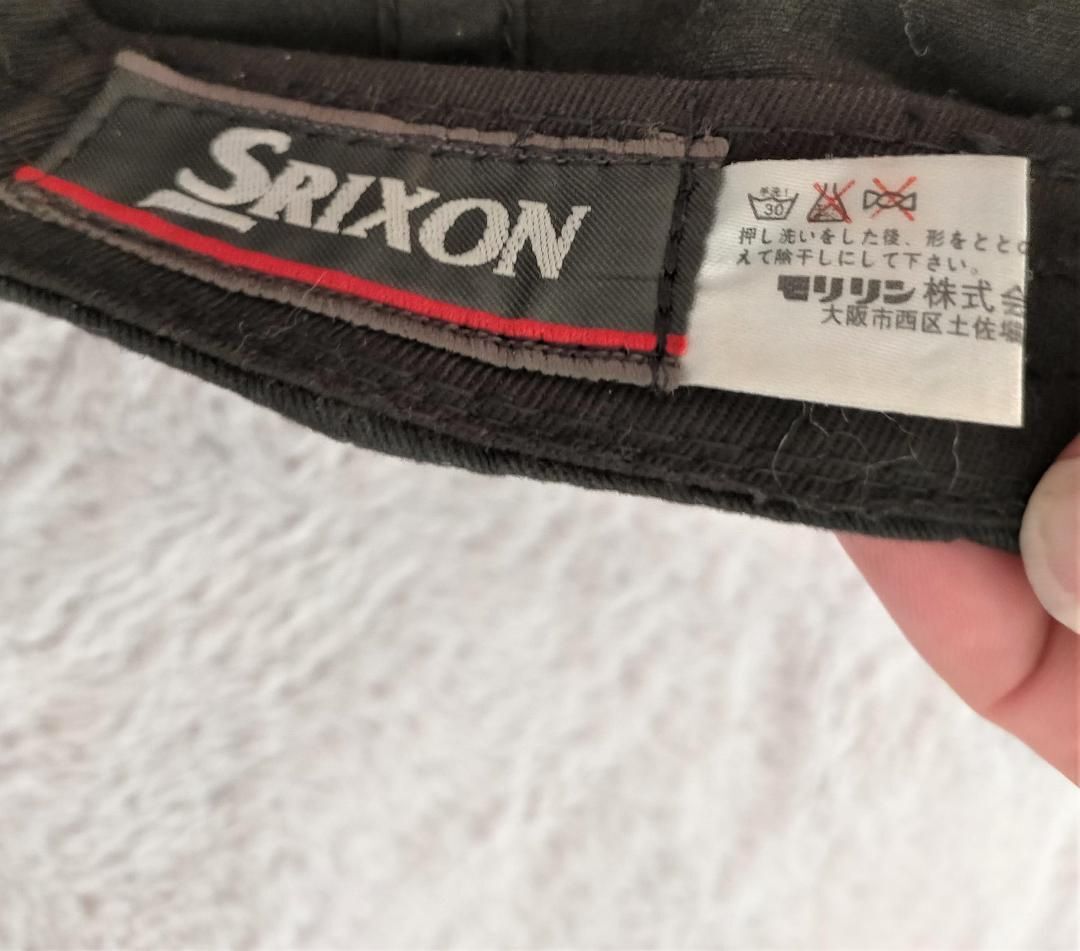 SRIXON
手洗イ
30
押し洗いをした後、形をとと
えて陰干しにして下さい。
モリリン株式会
大阪市西区土佐堀